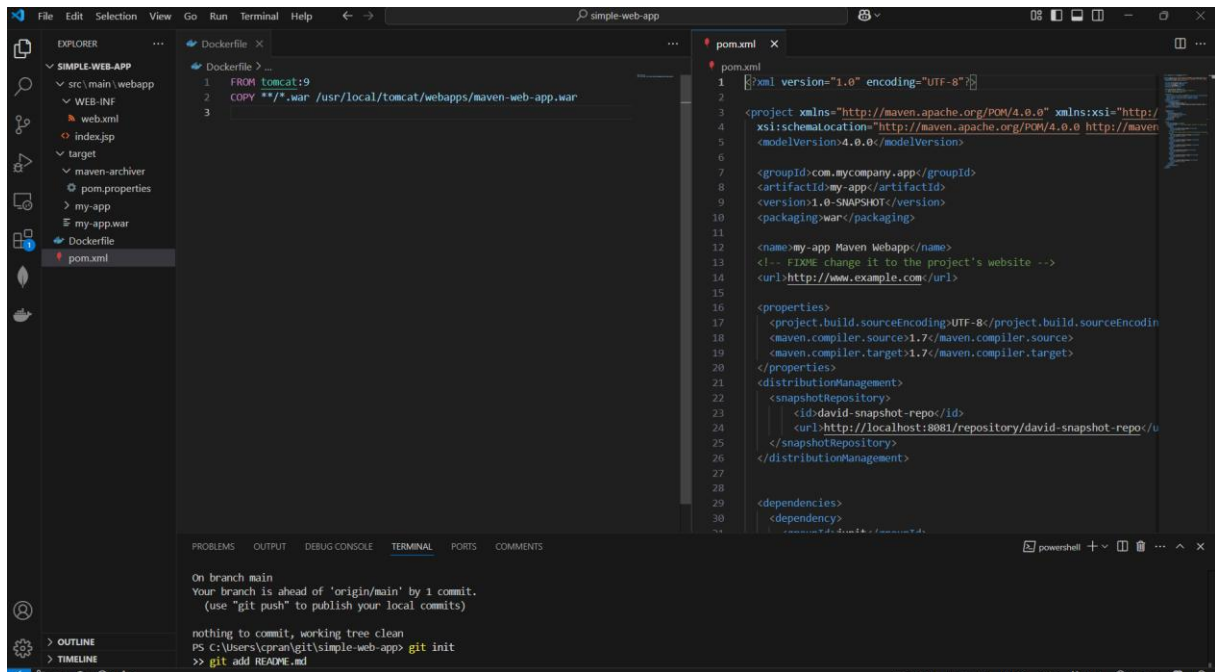 File Edit Selection View Go Run Terminal Help
simple-web-app
EXPLORER
SIMPLE-WEB-APP
src \ main \ webapp
WEB-INF
web.xml
index.jsp
target
maven-archiver
pom.properties
my-app
my-app.war
Dockerfile
pom.xml
OUTLINE
TIMELINE
1
Dockerfile
Dockerfile > ...
1 FROM tomcat:9
2 COPY **/*.war /usr/local/tomcat/webapps/maven-web-app.war
3
pom.xml
pom.xml
1 <?xml version="1.0" encoding="UTF-8"?>
2
3 <project xmlns="http://maven.apache.org/POM/4.0.0" xmlns:xsi="http:/
4 xsi:schemaLocation="http://maven.apache.org/POM/4.0.0 http://maven
5 <modelVersion>4.0.0</modelVersion>
6
7 <groupId>com.mycompany.app</groupId>
8 <artifactId>my-app</artifactId>
9 <version>1.0-SNAPSHOT</version>
10 <packaging>war</packaging>
11
12 <name>my-app Maven Webapp</name>
13 <!-- FIXME change it to the project's website -->
14 <url>http://www.example.com</url>
15
16 <properties>
17 <project.build.sourceEncoding>UTF-8</project.build.sourceEncodin
18 <maven.compiler.source>1.7</maven.compiler.source>
19 <maven.compiler.target>1.7</maven.compiler.target>
20 </properties>
21 <distributionManagement>
22 <snapshotRepository>
23 <id>david-snapshot-repo</id>
24 <url>http://localhost:8081/repository/david-snapshot-repo</u
25 </snapshotRepository>
26 </distributionManagement>
27
28
29 <dependencies>
30 <dependency>
PROBLEMS OUTPUT DEBUG CONSOLE TERMINAL PORTS COMMENTS
powershell
On branch main
Your branch is ahead of 'origin/main' by 1 commit.
(use "git push" to publish your local commits)
nothing to commit, working tree clean
PS C:\Users\cpran\git\simple-web-app> git init
>> git add README.md